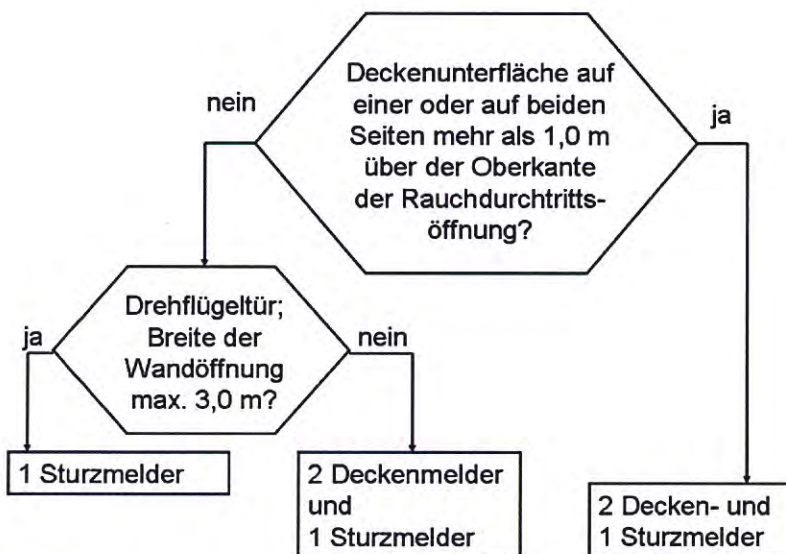 Deckenunterfläche auf
einer oder auf beiden
Seiten mehr als 1,0 m
über der Oberkante
der Rauchdurchtritts-
öffnung?
nein
ja
Drehflügeltür;
Breite der
Wandöffnung
max. 3,0 m?
ja
nein
1 Sturzmelder
2 Deckenmelder
und
1 Sturzmelder
2 Decken- und
1 Sturzmelder